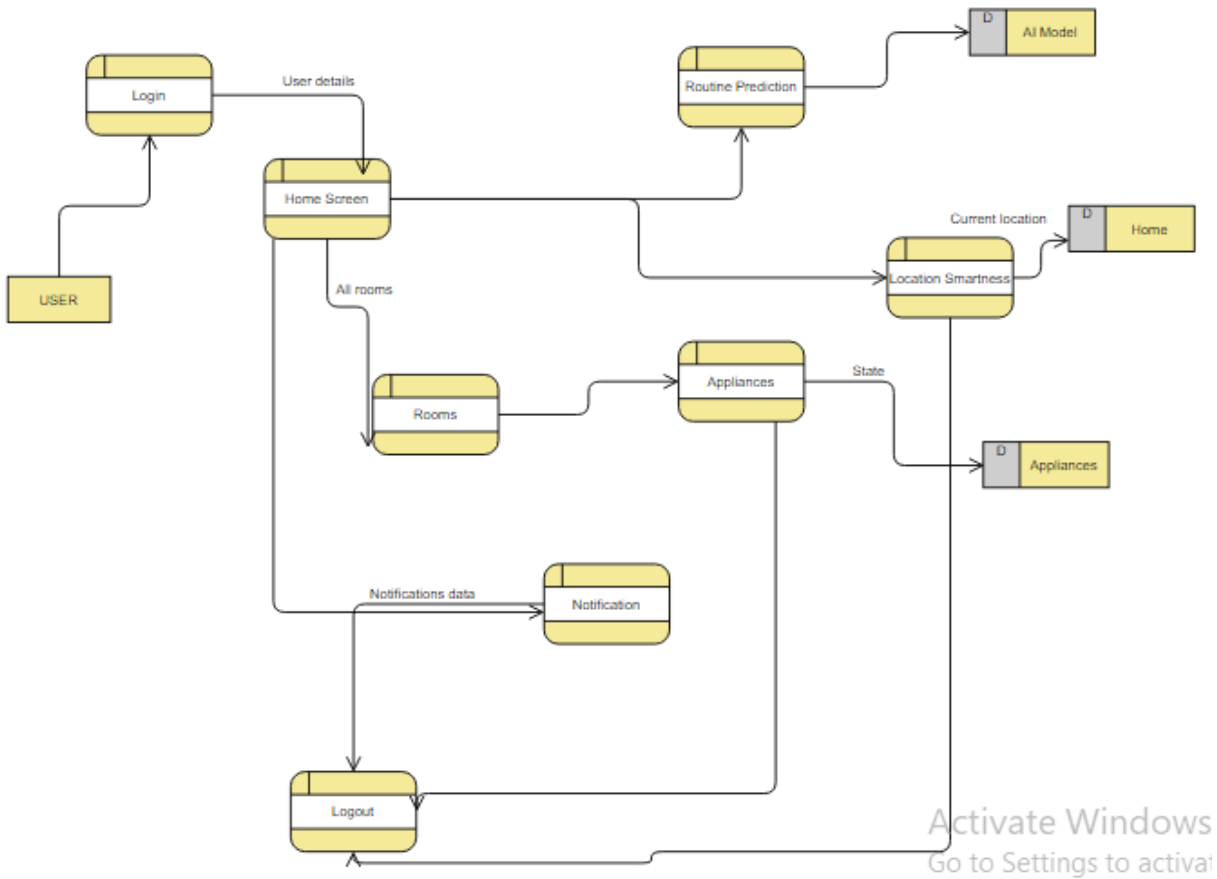 D
AI Model
Login
User details
Routine Prediction
Home Screen
Current location
D
Home
USER
All rooms
Location Smartness
Rooms
Appliances
State
D
Appliances
Notifications data
Notification
Logout
Activate Windows
Go to Settings to activat